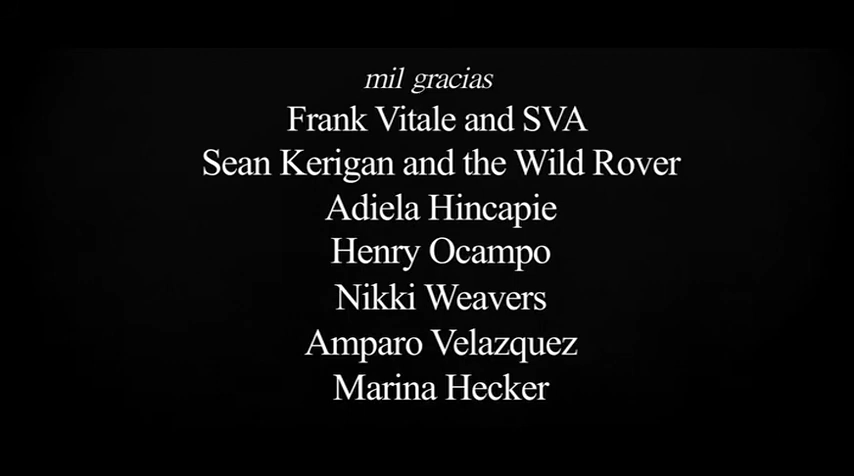 mil gracias
Frank Vitale and SVA
Sean Kerigan and the Wild Rover
Adiela Hincapie
Henry Ocampo
Nikki Weavers
Amparo Velazquez
Marina Hecker